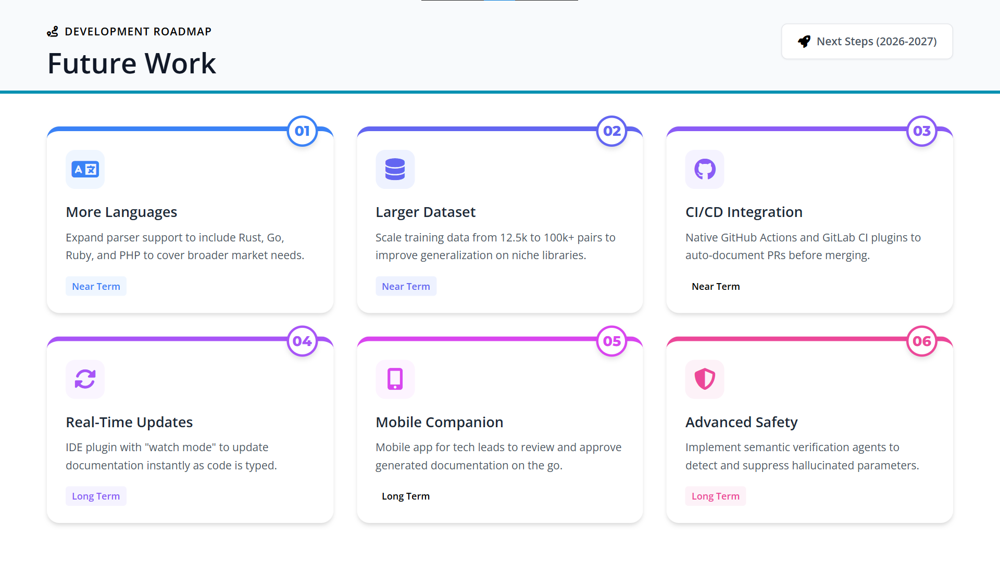 DEVELOPMENT ROADMAP
Future Work
Next Steps (2026-2027)
01
More Languages
Expand parser support to include Rust, Go,
Ruby, and PHP to cover broader market needs.
Near Term
02
Larger Dataset
Scale training data from 12.5k to 100k+ pairs to
improve generalization on niche libraries.
Near Term
03
CI/CD Integration
Native GitHub Actions and GitLab CI plugins to
auto-document PRs before merging.
Near Term
04
Real-Time Updates
IDE plugin with "watch mode" to update
documentation instantly as code is typed.
Long Term
05
Mobile Companion
Mobile app for tech leads to review and approve
generated documentation on the go.
Long Term
06
Advanced Safety
Implement semantic verification agents to
detect and suppress hallucinated parameters.
Long Term